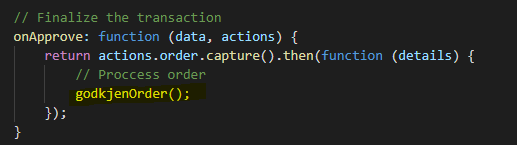 // Finalize the transaction
onApprove: function (data, actions) {
    return actions.order.capture().then(function (details) {
        // Proccess order
        godkjenOrder();
    });
}